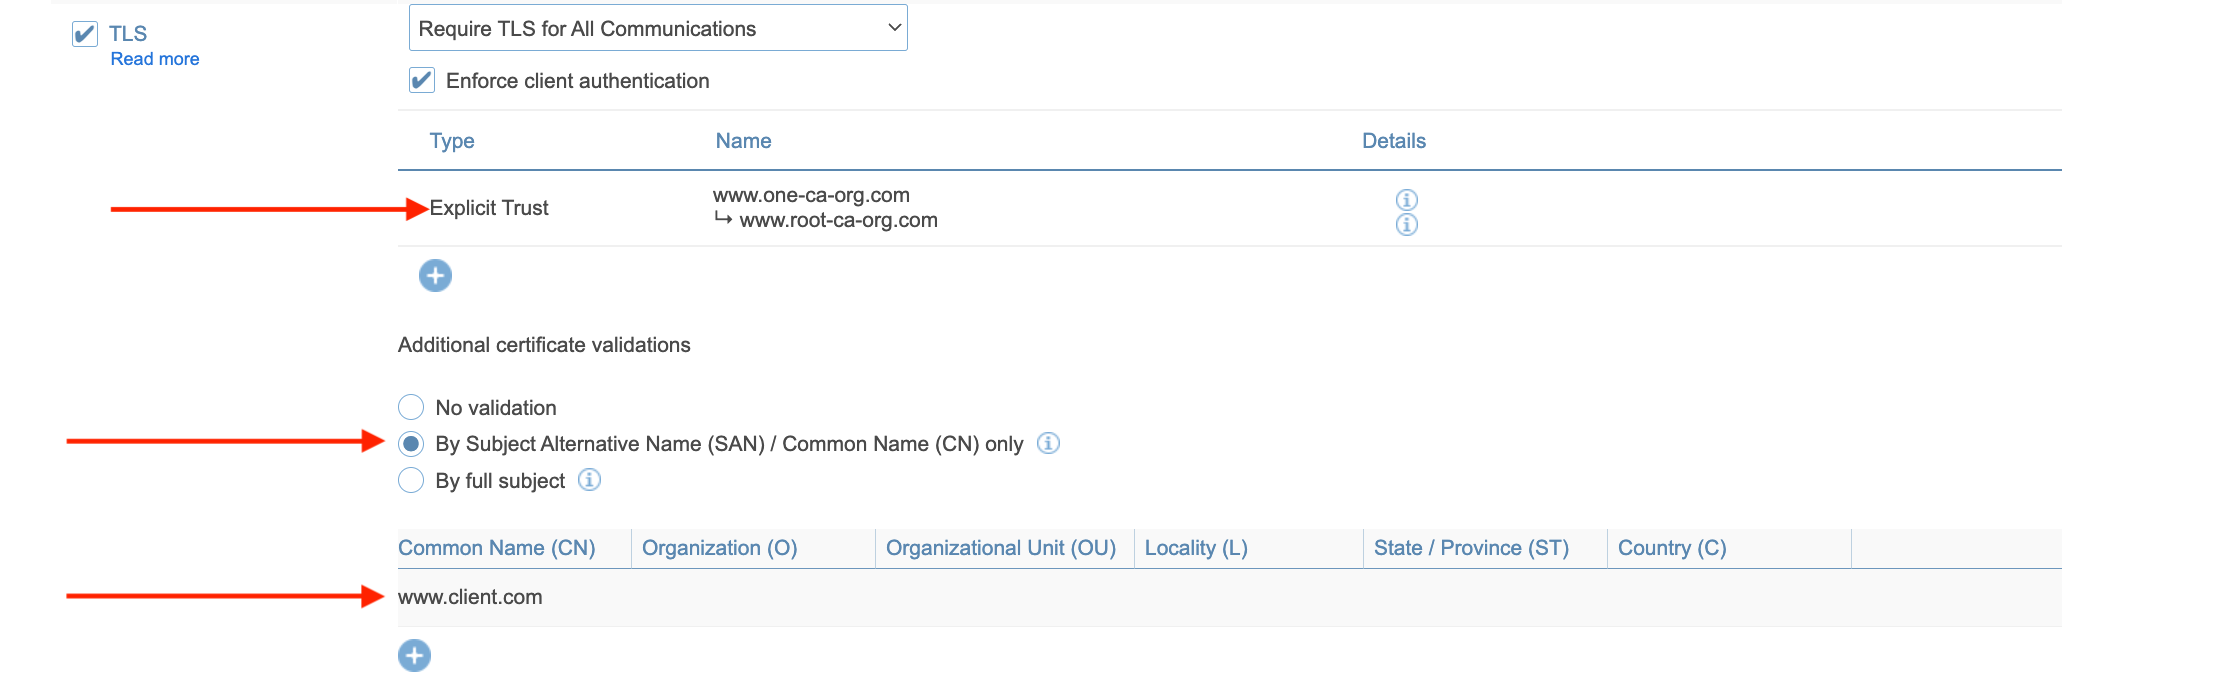 TLS
Read more
Require TLS for All Communications
Enforce client authentication
Type Name Details
Explicit Trust
www.one-ca-org.com
↳ www.root-ca-org.com
Additional certificate validations
No validation
By Subject Alternative Name (SAN) / Common Name (CN) only
By full subject
Common Name (CN) Organization (O) Organizational Unit (OU) Locality (L) State / Province (ST) Country (C)
www.client.com